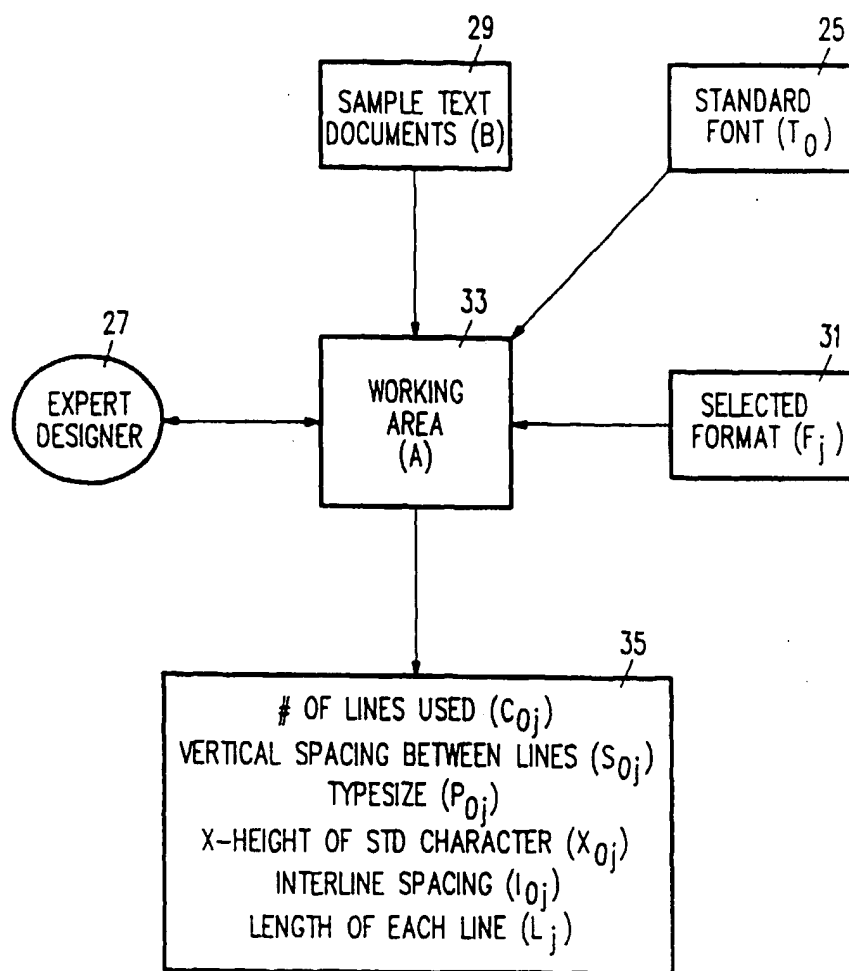 29
SAMPLE TEXT
DOCUMENTS (B)
25
STANDARD
FONT (T0)
33
WORKING
AREA
(A)
27
EXPERT
DESIGNER
31
SELECTED
FORMAT (Fj)
35
# OF LINES USED (C0j)
VERTICAL SPACING BETWEEN LINES (S0j)
TYPESIZE (P0j)
X-HEIGHT OF STD CHARACTER (X0j)
INTERLINE SPACING (I0j)
LENGTH OF EACH LINE (Lj)